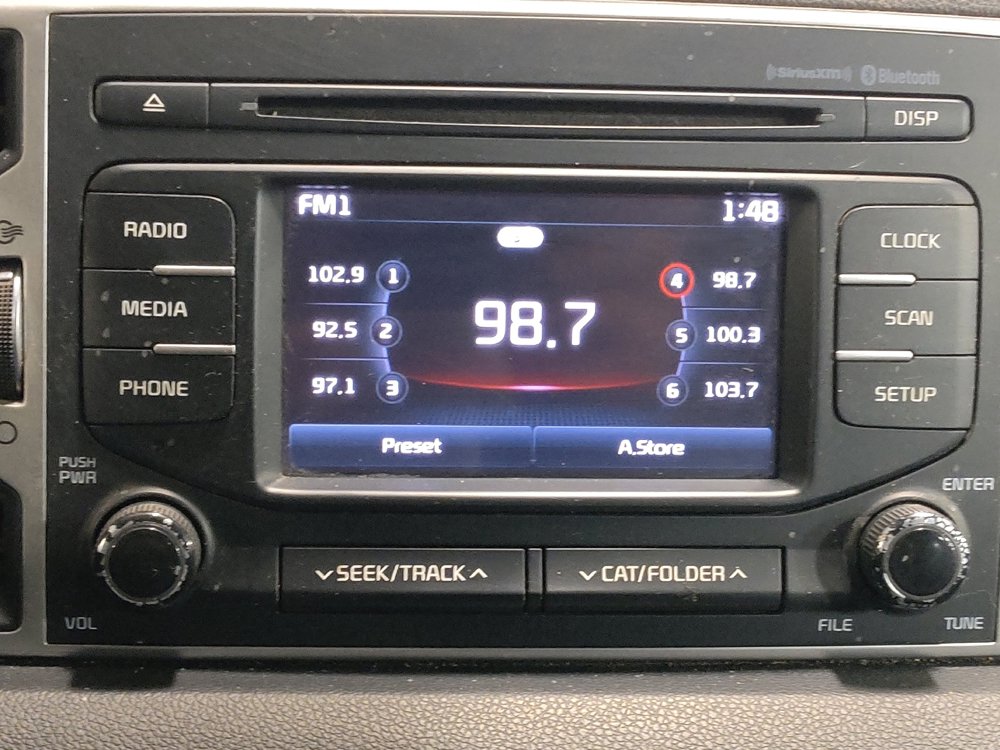 SiriusXM Bluetooth
DISP
RADIO
MEDIA
PHONE
FM1 1:48
102.9 1
92.5 2
97.1 3
98.7
4 98.7
5 100.3
6 103.7
Preset A.Store
CLOCK
SCAN
SETUP
PUSH
PWR
VOL
SEEK/TRACK
CAT/FOLDER
ENTER
FILE TUNE